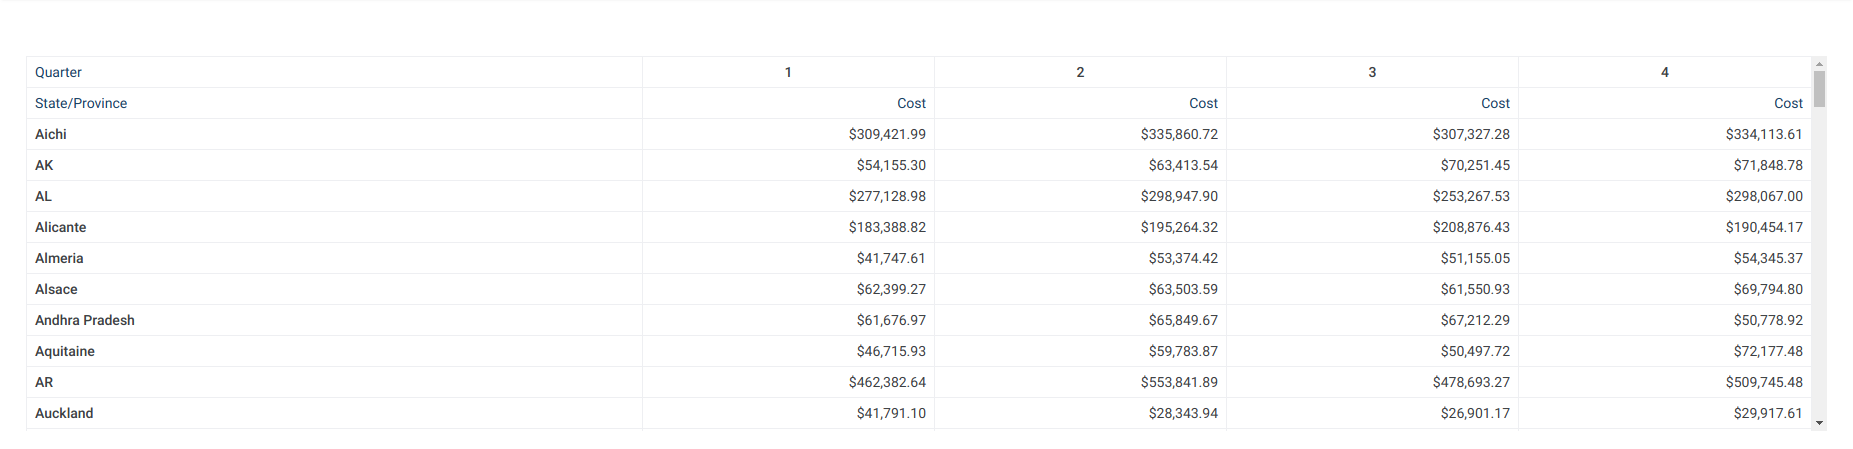 Quarter 1 2 3 4
State/Province Cost Cost Cost Cost
Aichi $309,421.99 $335,860.72 $307,327.28 $334,113.61
AK $54,155.30 $63,413.54 $70,251.45 $71,848.78
AL $277,128.98 $298,947.90 $253,267.53 $298,067.00
Alicante $183,388.82 $195,264.32 $208,876.43 $190,454.17
Almeria $41,747.61 $53,374.42 $51,155.05 $54,345.37
Alsace $62,399.27 $63,503.59 $61,550.93 $69,794.80
Andhra Pradesh $61,676.97 $65,849.67 $67,212.29 $50,778.92
Aquitaine $46,715.93 $59,783.87 $50,497.72 $72,177.48
AR $462,382.64 $553,841.89 $478,693.27 $509,745.48
Auckland $41,791.10 $28,343.94 $26,901.17 $29,917.61